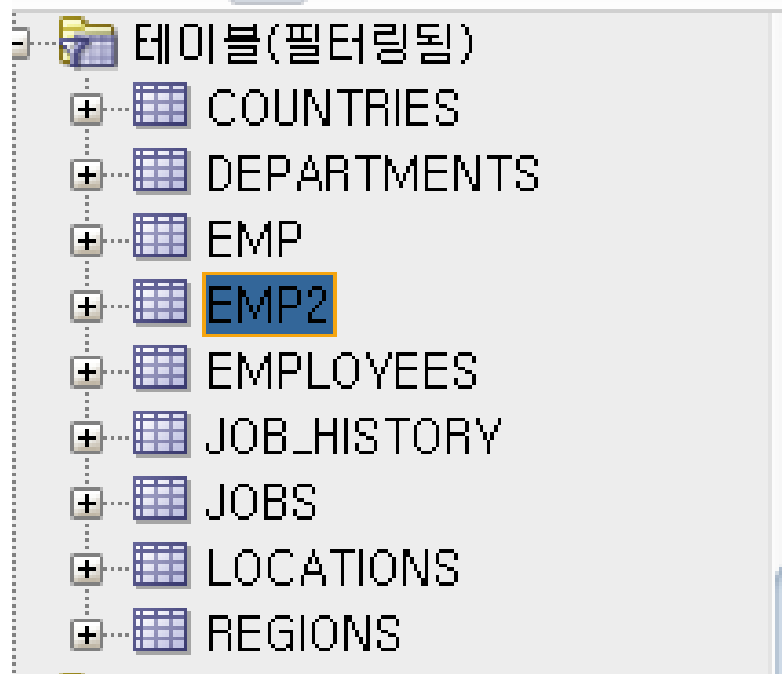 테이블(필터링됨)
COUNTRIES
DEPARTMENTS
EMP
EMP2
EMPLOYEES
JOB_HISTORY
JOBS
LOCATIONS
REGIONS